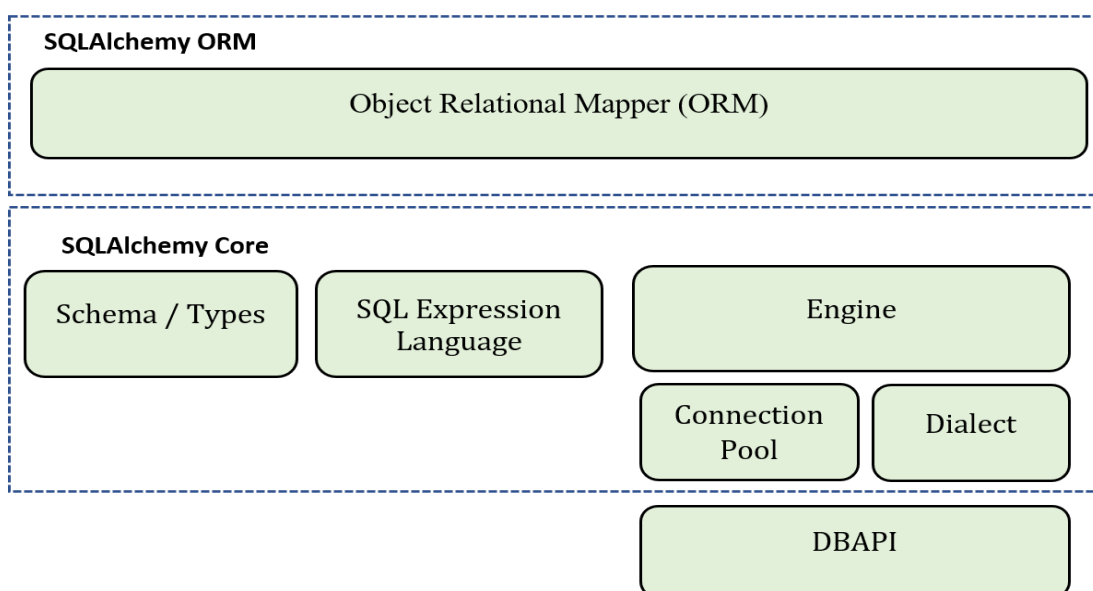 SQLAlchemy ORM
Object Relational Mapper (ORM)
SQLAlchemy Core
Schema / Types
SQL Expression
Language
Engine
Connection
Pool
Dialect
DBAPI